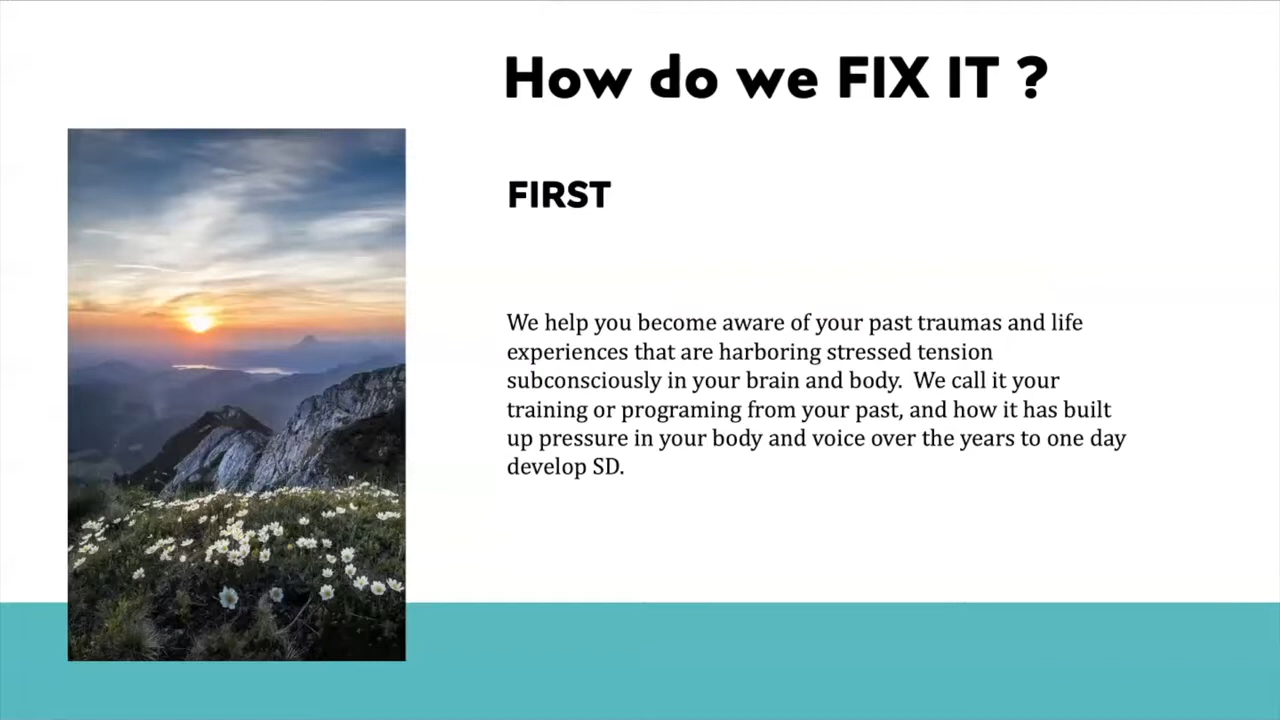 How do we FIX IT ?
FIRST
We help you become aware of your past traumas and life
experiences that are harboring stressed tension
subconsciously in your brain and body.  We call it your
training or programing from your past, and how it has built
up pressure in your body and voice over the years to one day
develop SD.